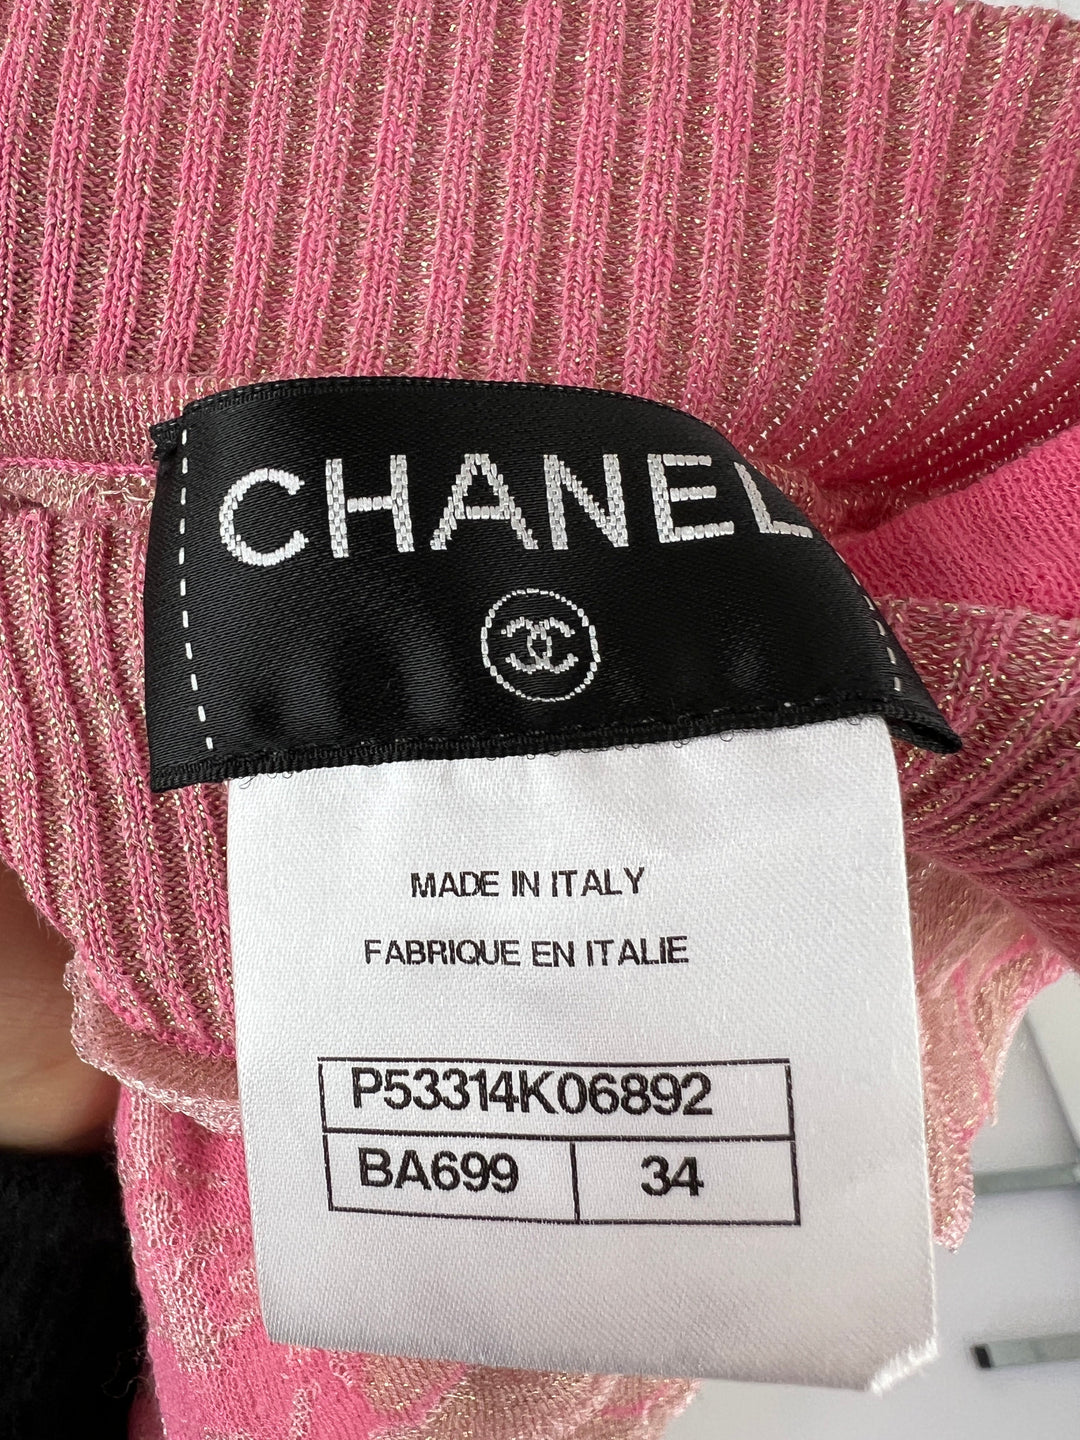 CHANEL
MADE IN ITALY
FABRIQUE EN ITALIE
P53314K06892
BA699 34